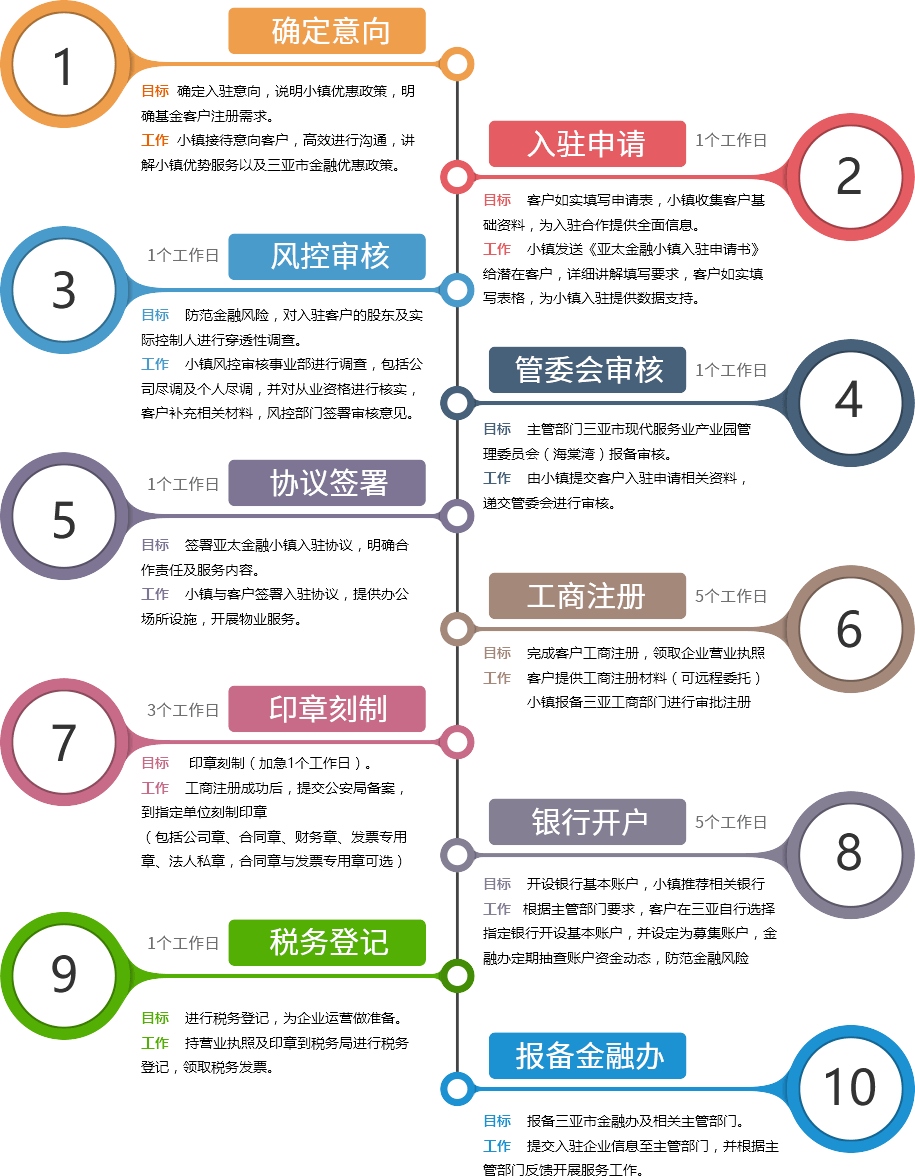 1
确定意向
目标 确定入驻意向，说明小镇优惠政策，明
确基金客户注册需求。
工作 小镇接待意向客户，高效进行沟通，讲
解小镇优势服务以及三亚市金融优惠政策。
入驻申请
1个工作日
2
目标 客户如实填写申请表，小镇收集客户基
础资料，为入驻合作提供全面信息。
工作 小镇发送《亚太金融小镇入驻申请书》
给潜在客户，详细讲解填写要求，客户如实填
写表格，为小镇入驻提供数据支持。
3
1个工作日
风控审核
目标 防范金融风险，对入驻客户的股东及实
际控制人进行穿透性调查。
工作 小镇风控审核事业部进行调查，包括公
司尽调及个人尽调，并对从业资格进行核实，
客户补充相关材料，风控部门签署审核意见。
管委会审核
1个工作日
4
目标 主管部门三亚市现代服务业产业园管
理委员会（海棠湾）报备审核。
工作 由小镇提交客户入驻申请相关资料，
递交管委会进行审核。
5
1个工作日
协议签署
目标 签署亚太金融小镇入驻协议，明确合
作责任及服务内容。
工作 小镇与客户签署入驻协议，提供办公
场所设施，开展物业服务。
工商注册
5个工作日
6
目标 完成客户工商注册，领取企业营业执照
工作 客户提供工商注册材料（可远程委托）
小镇报备三亚工商部门进行审批注册
7
3个工作日
印章刻制
目标 印章刻制（加急1个工作日）。
工作 工商注册成功后，提交公安局备案，
到指定单位刻制印章
（包括公司章、合同章、财务章、发票专用
章、法人私章，合同章与发票专用章可选）
银行开户
5个工作日
8
目标 开设银行基本账户，小镇推荐相关银行
工作 根据主管部门要求，客户在三亚自行选择
指定银行开设基本账户，并设定为募集账户，金
融办定期抽查账户资金动态，防范金融风险
9
1个工作日
税务登记
目标 进行税务登记，为企业运营做准备。
工作 持营业执照及印章到税务局进行税务
登记，领取税务发票。
报备金融办
10
目标 报备三亚市金融办及相关主管部门。
工作 提交入驻企业信息至主管部门，并根据主
管部门反馈开展服务工作。